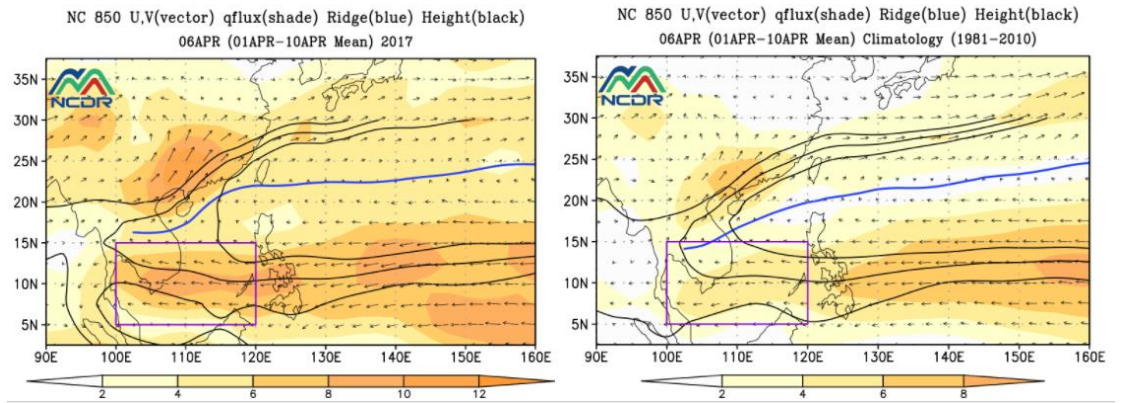 NC 850 U,V(vector) qflux(shade) Ridge(blue) Height(black)
06APR (01APR-10APR Mean) 2017
NCDR
35N
30N
25N
20N
15N
10N
5N
90E 100E 110E 120E 130E 140E 150E 160E
2 4 6 8 10 12
NC 850 U,V(vector) qflux(shade) Ridge(blue) Height(black)
06APR (01APR-10APR Mean) Climatology (1981-2010)
NCDR
35N
30N
25N
20N
15N
10N
5N
90E 100E 110E 120E 130E 140E 150E 160E
2 4 6 8